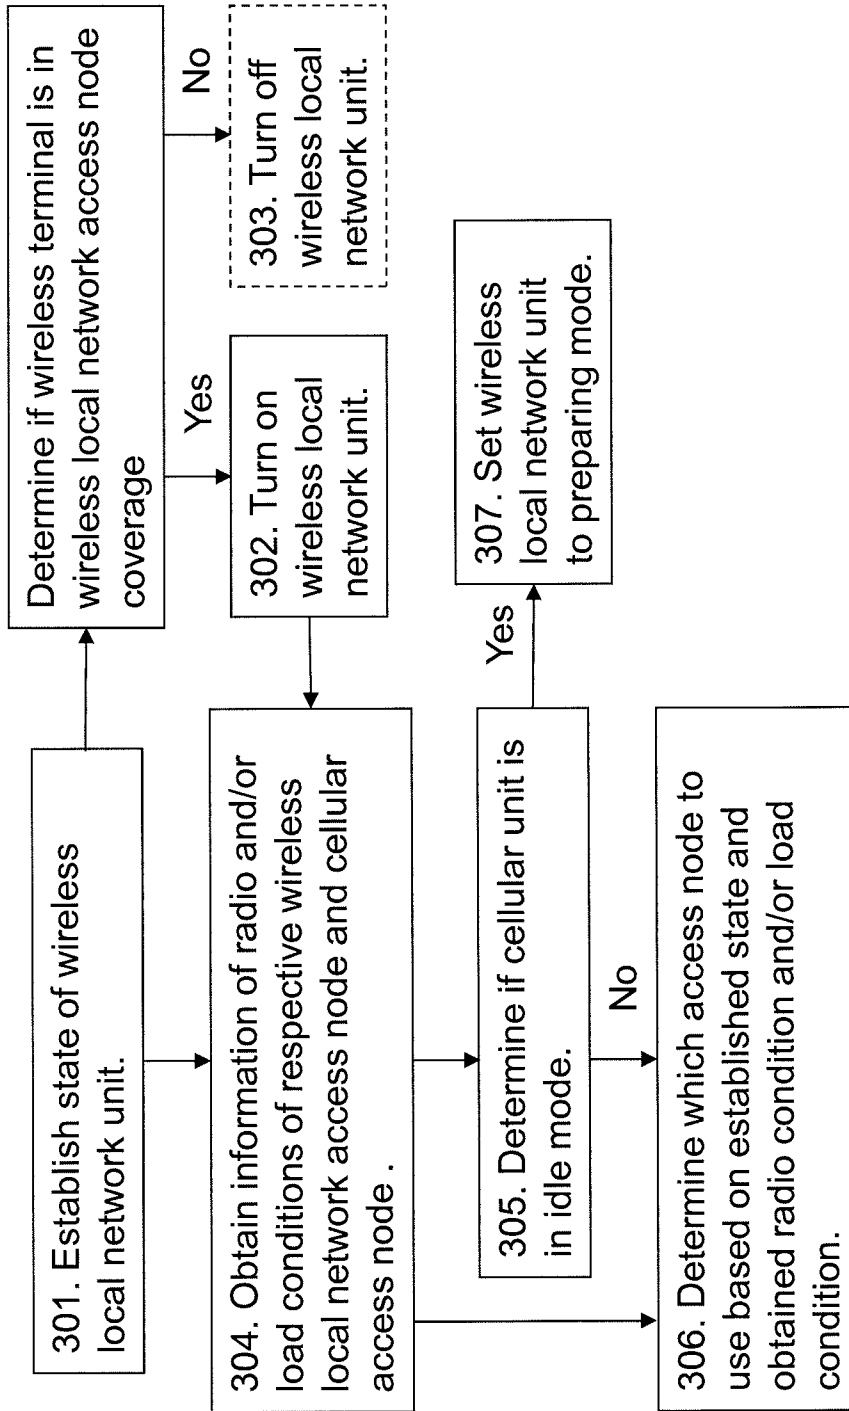 301. Establish state of wireless
local network unit.
Determine if wireless terminal is in
wireless local network access node
coverage
Yes
No
302. Turn on
wireless local
network unit.
303. Turn off
wireless local
network unit.
304. Obtain information of radio and/or
load conditions of respective wireless
local network access node and cellular
access node .
305. Determine if cellular unit is
in idle mode.
Yes
307. Set wireless
local network unit
to preparing mode.
No
306. Determine which access node to
use based on established state and
obtained radio condition and/or load
condition.